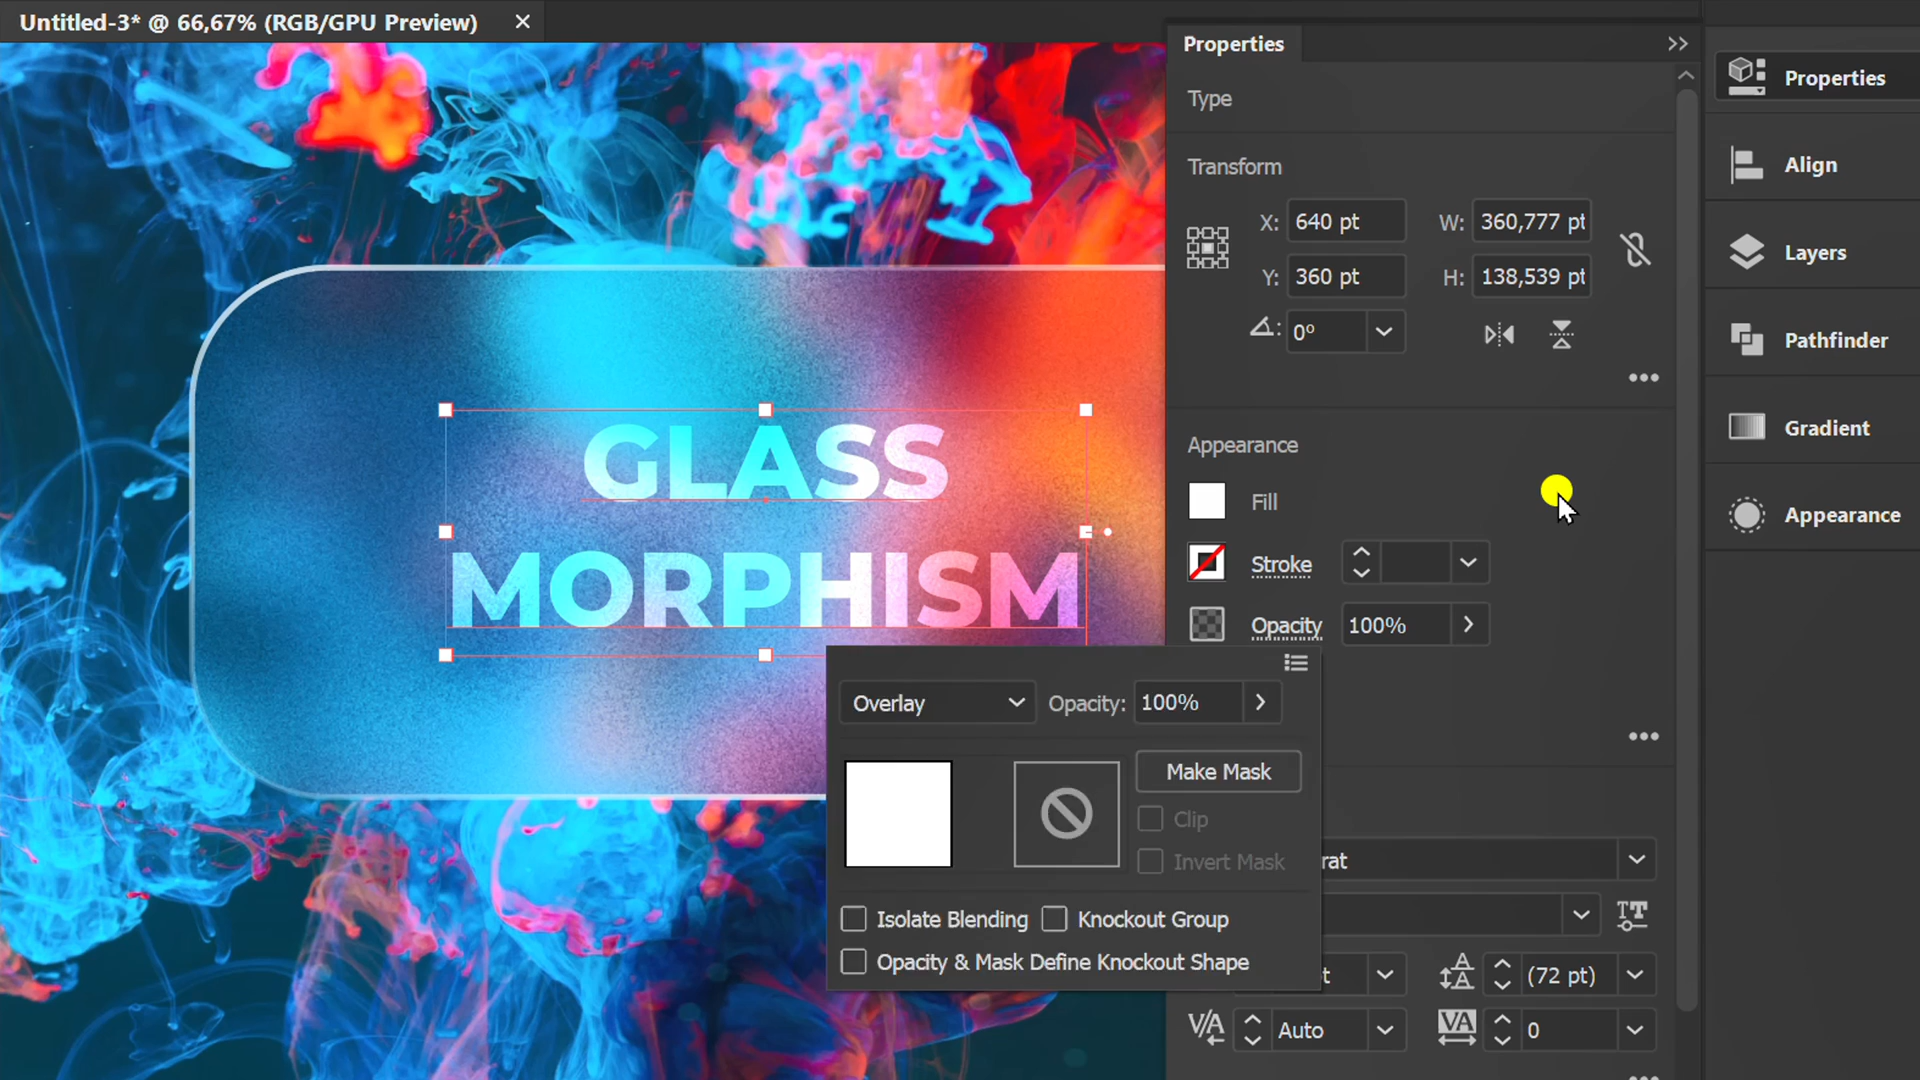 Untitled-3* @ 66,67% (RGB/GPU Preview)
Properties
Type
Transform
X: 640 pt W: 360,777 pt
Y: 360 pt H: 138,539 pt
0°
Appearance
Fill
Stroke
Opacity 100%
GLASS
MORPHISM
Overlay Opacity: 100%
Make Mask
Clip
Invert Mask
Isolate Blending Knockout Group
Opacity & Mask Define Knockout Shape
rat
t (72 pt)
Auto 0
Properties
Align
Layers
Pathfinder
Gradient
Appearance